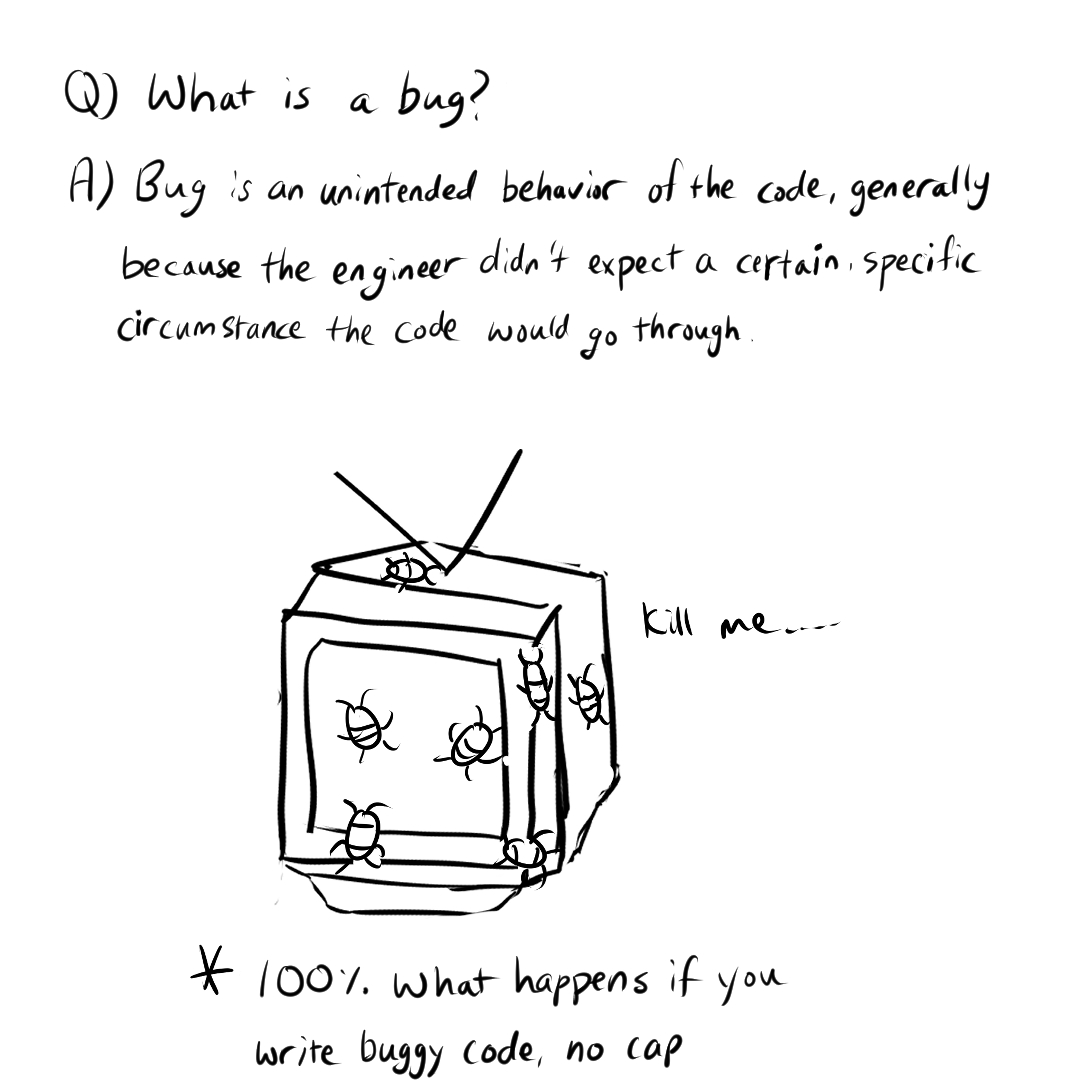 Q) What is a bug?
A) Bug is an unintended behavior of the code, generally
because the engineer didn't expect a certain, specific
circumstance the code would go through.
Kill me.....
* 100% what happens if you
write buggy code, no cap